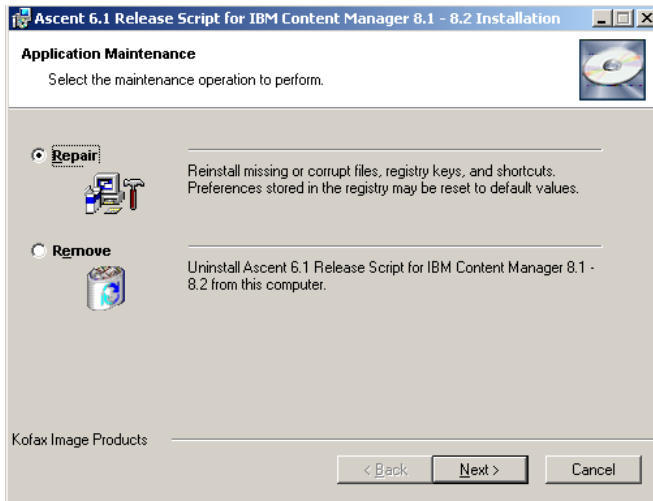 Ascent 6.1 Release Script for IBM Content Manager 8.1 - 8.2 Installation
Application Maintenance
Select the maintenance operation to perform.
Repair
Reinstall missing or corrupt files, registry keys, and shortcuts.
Preferences stored in the registry may be reset to default values.
Remove
Uninstall Ascent 6.1 Release Script for IBM Content Manager 8.1 -
8.2 from this computer.
Kofax Image Products
< Back
Next >
Cancel